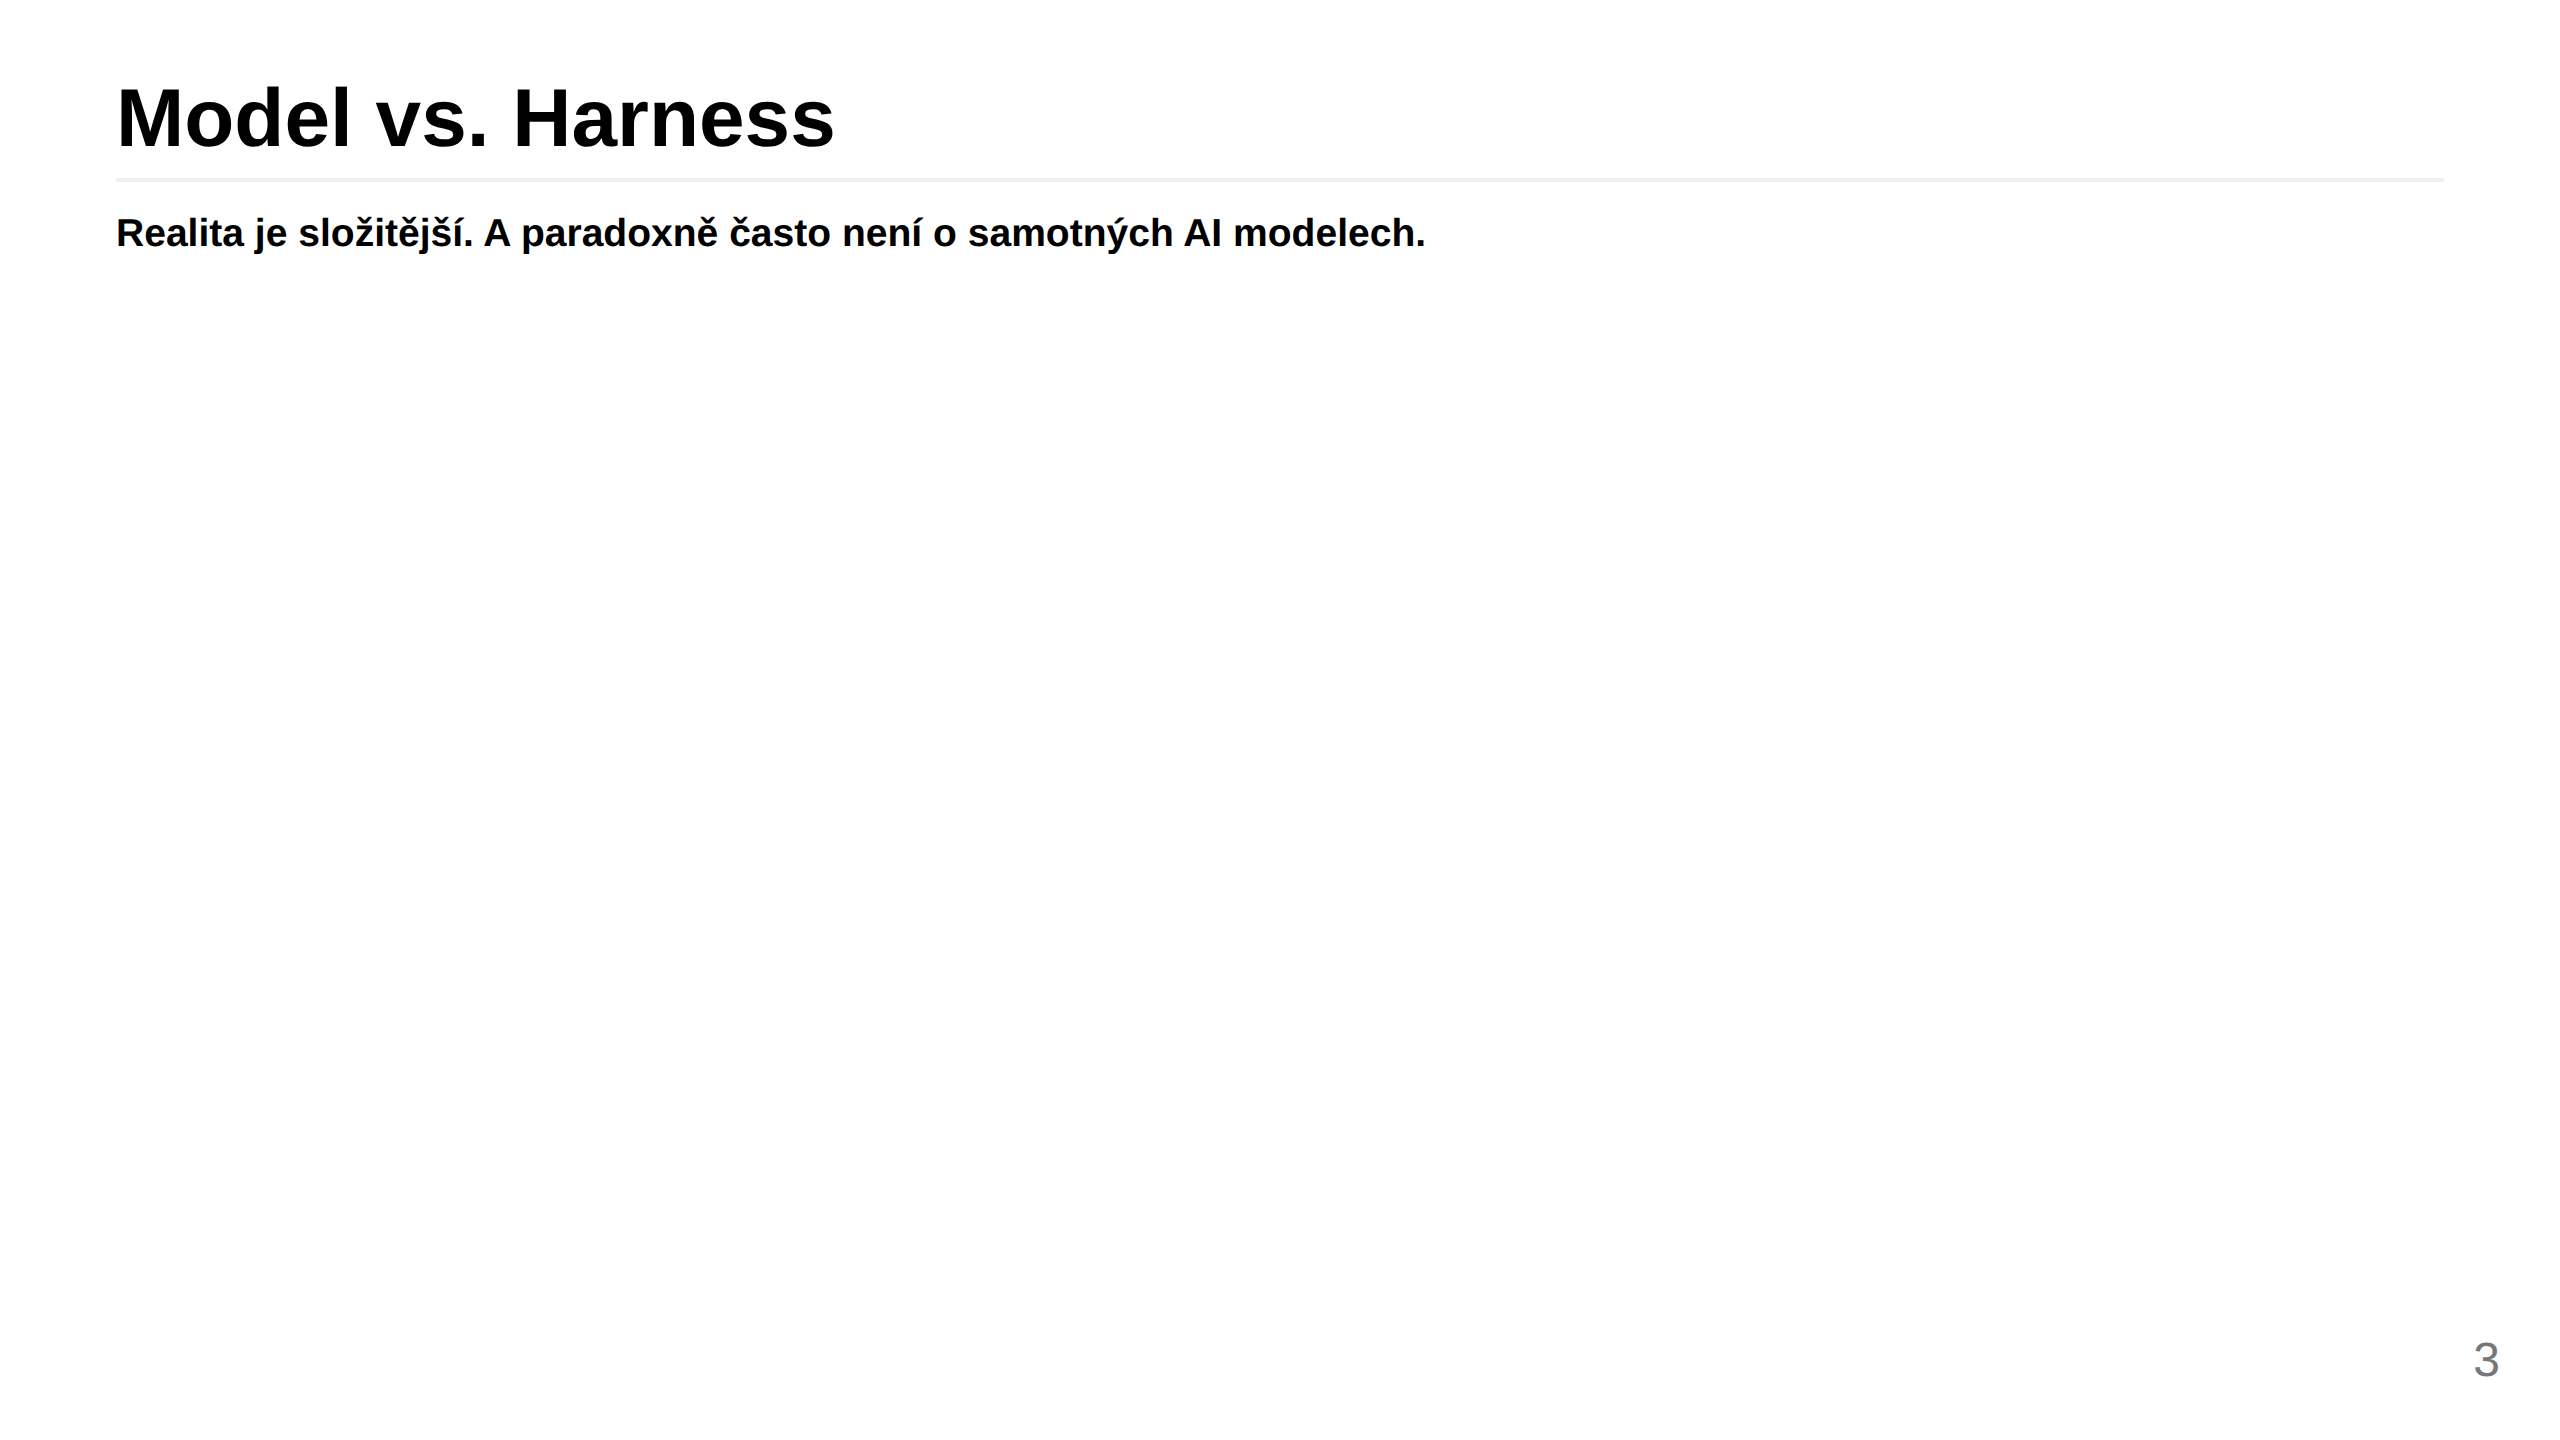 Model vs. Harness
Realita je složitější. A paradoxně často není o samotných AI modelech.
3